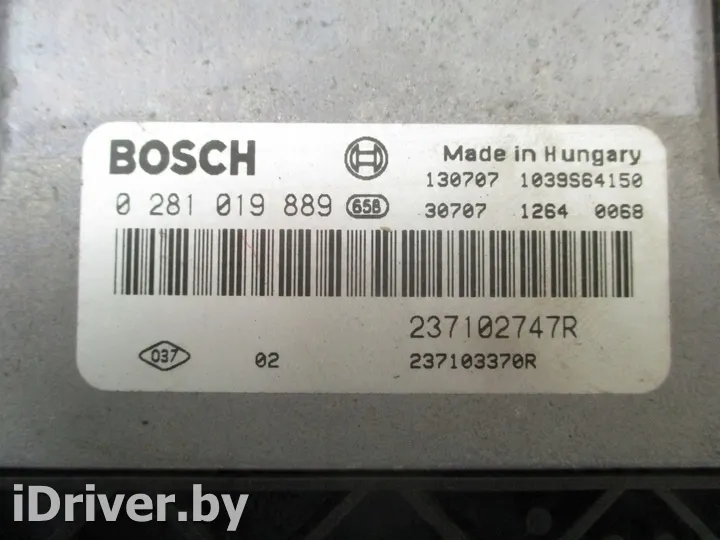 BOSCH
Made in Hungary
130707 1039S64150
0 281 019 889 65B 30707 1264 0068
237102747R
037 02 237103370R
iDriver.by